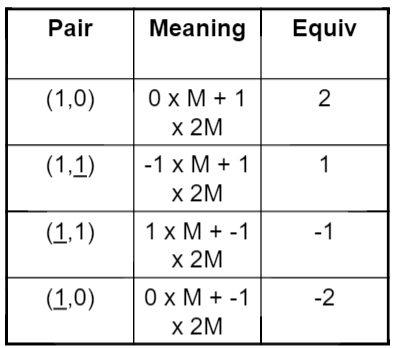 Pair Meaning Equiv
(1,0) 0 x M + 1 2
x 2M
(1,1) -1 x M + 1 1
x 2M
(1,1) 1 x M + -1 -1
x 2M
(1,0) 0 x M + -1 -2
x 2M